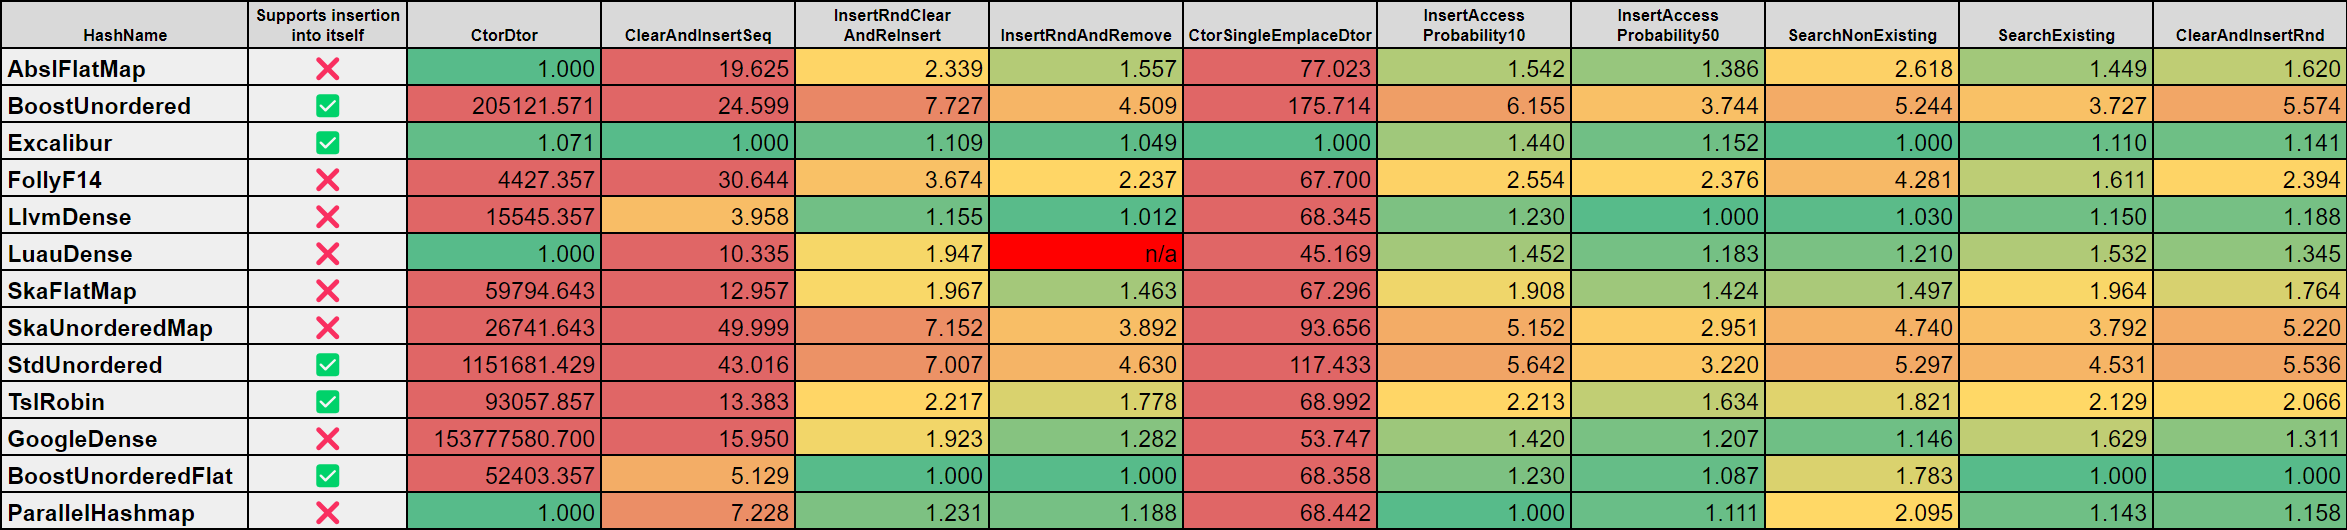 HashName Supports insertion into itself CtorDtor ClearAndInsertSeq InsertRndClear AndReInsert InsertRndAndRemove CtorSingleEmplaceDtor InsertAccess Probability10 InsertAccess Probability50 SearchNonExisting SearchExisting ClearAndInsertRnd
AbslFlatMap ❌ 1.000 19.625 2.339 1.557 77.023 1.542 1.386 2.618 1.449 1.620
BoostUnordered ✅ 205121.571 24.599 7.727 4.509 175.714 6.155 3.744 5.244 3.727 5.574
Excalibur ✅ 1.071 1.000 1.109 1.049 1.000 1.440 1.152 1.000 1.110 1.141
FollyF14 ❌ 4427.357 30.644 3.674 2.237 67.700 2.554 2.376 4.281 1.611 2.394
LlvmDense ❌ 15545.357 3.958 1.155 1.012 68.345 1.230 1.000 1.030 1.150 1.188
LuauDense ❌ 1.000 10.335 1.947 n/a 45.169 1.452 1.183 1.210 1.532 1.345
SkaFlatMap ❌ 59794.643 12.957 1.967 1.463 67.296 1.908 1.424 1.497 1.964 1.764
SkaUnorderedMap ❌ 26741.643 49.999 7.152 3.892 93.656 5.152 2.951 4.740 3.792 5.220
StdUnordered ✅ 1151681.429 43.016 7.007 4.630 117.433 5.642 3.220 5.297 4.531 5.536
TslRobin ✅ 93057.857 13.383 2.217 1.778 68.992 2.213 1.634 1.821 2.129 2.066
GoogleDense ❌ 153777580.700 15.950 1.923 1.282 53.747 1.420 1.207 1.146 1.629 1.311
BoostUnorderedFlat ✅ 52403.357 5.129 1.000 1.000 68.358 1.230 1.087 1.783 1.000 1.000
ParallelHashmap ❌ 1.000 7.228 1.231 1.188 68.442 1.000 1.111 2.095 1.143 1.158